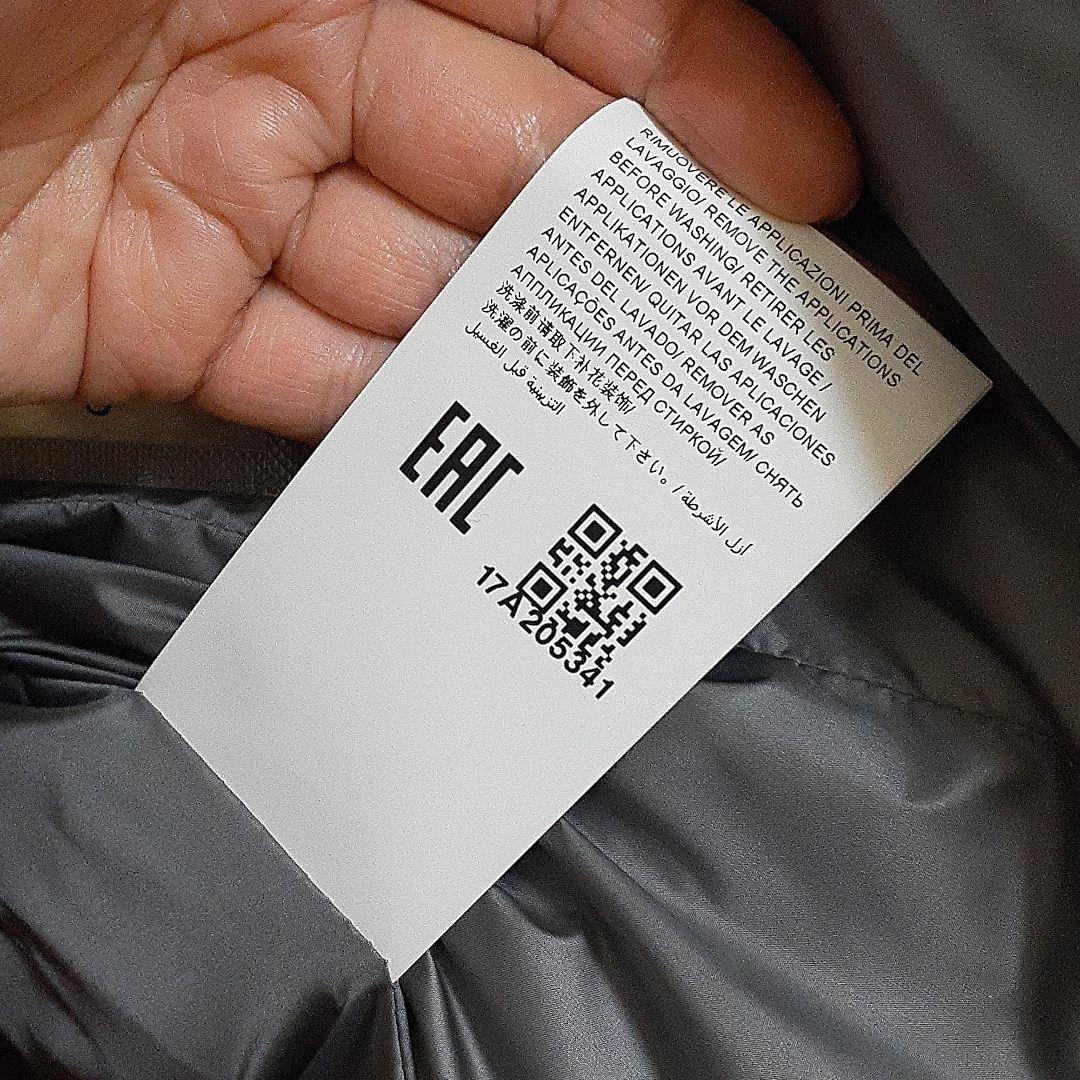 RIMUOVERE LE APPLICAZIONI PRIMA DEL
LAVAGGIO/ REMOVE THE APPLICATIONS
BEFORE WASHING/ RETIRER LES
APPLICATIONS AVANT LE LAVAGE /
APPLIKATIONEN VOR DEM WASCHEN
ENTFERNEN/ QUITAR LAS APLICACIONES
ANTES DEL LAVADO/ REMOVER AS
APLICAÇÕES ANTES DA LAVAGEM/ СНЯТЬ
АППЛИКАЦИИ ПЕРЕД СТИРКОЙ/
洗涤前请取下补花装饰/
洗濯の前に装飾を外して下さい。/ أزل الأشرطة
التزيينية قبل الغسيل
EAC
17A205341